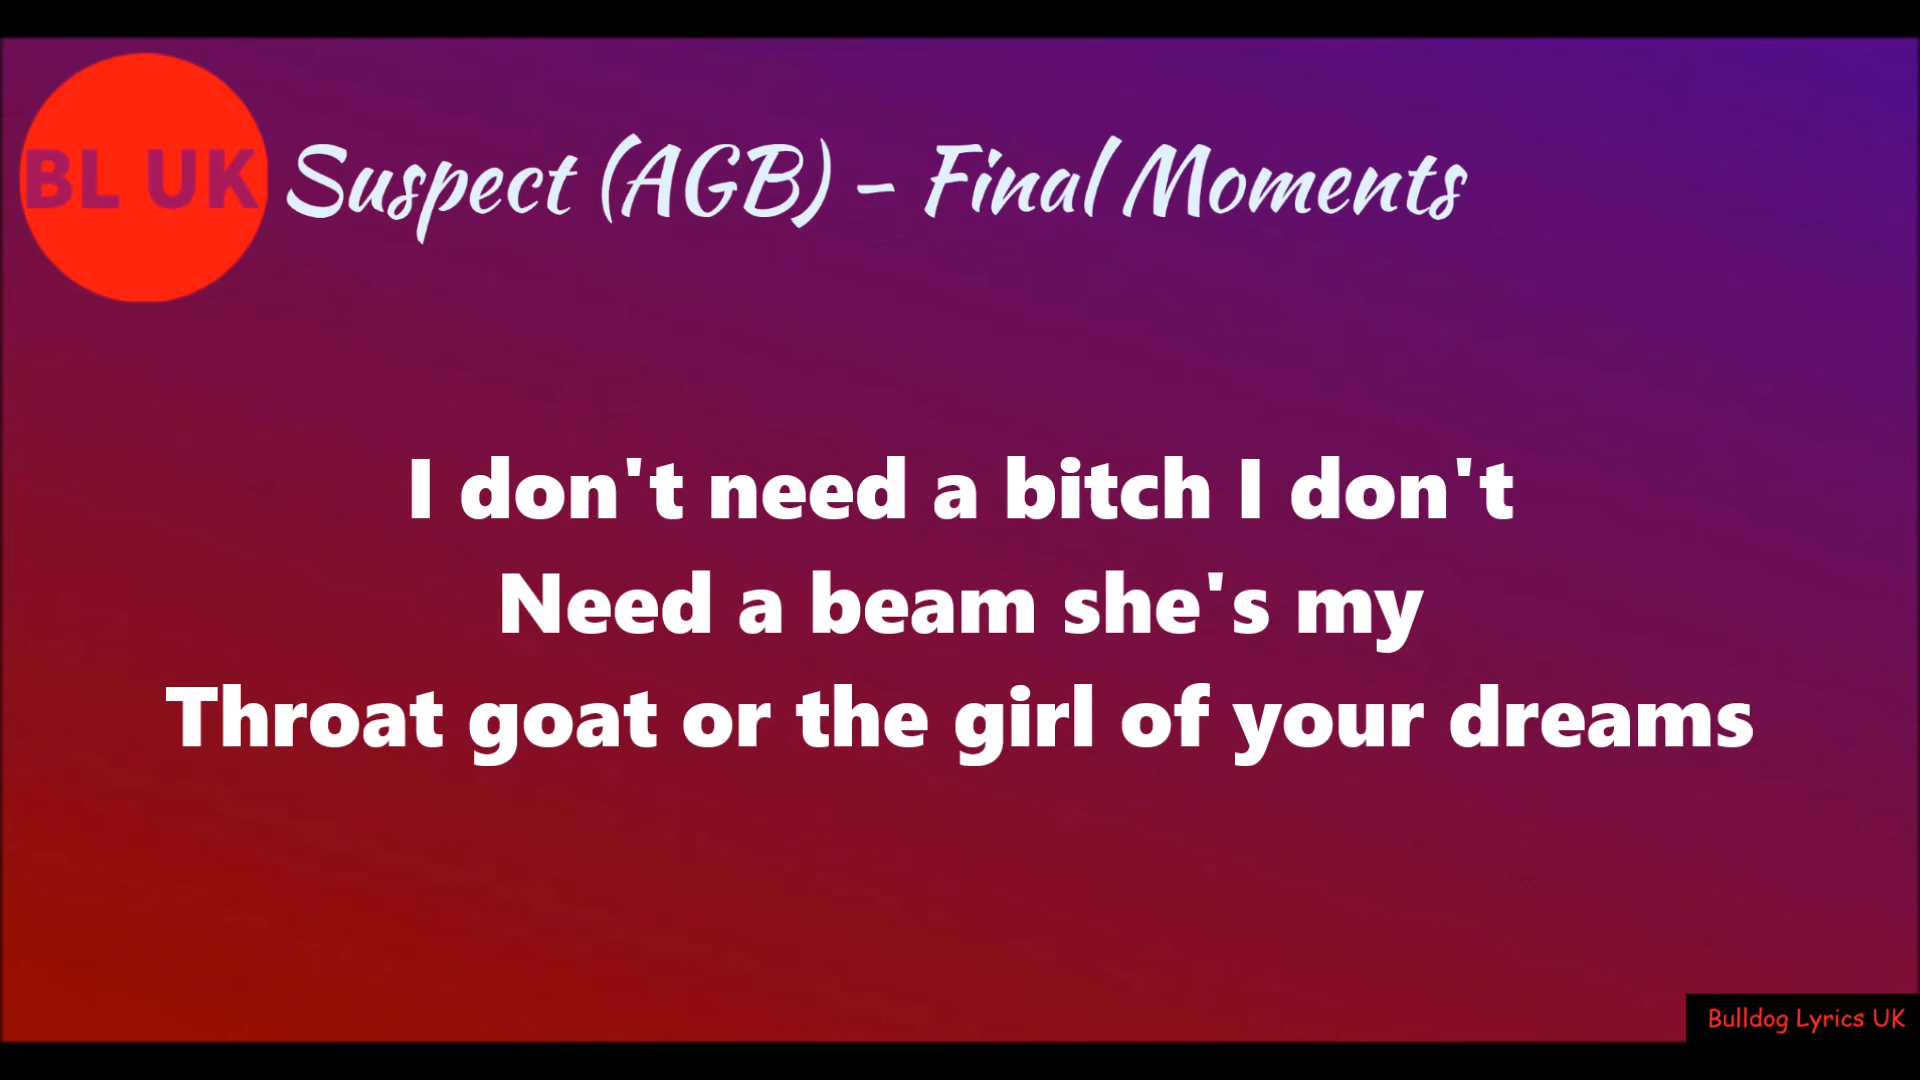 BL UK
Suspect (AGB) - Final Moments
I don't need a bitch I don't
Need a beam she's my
Throat goat or the girl of your dreams
Bulldog Lyrics UK